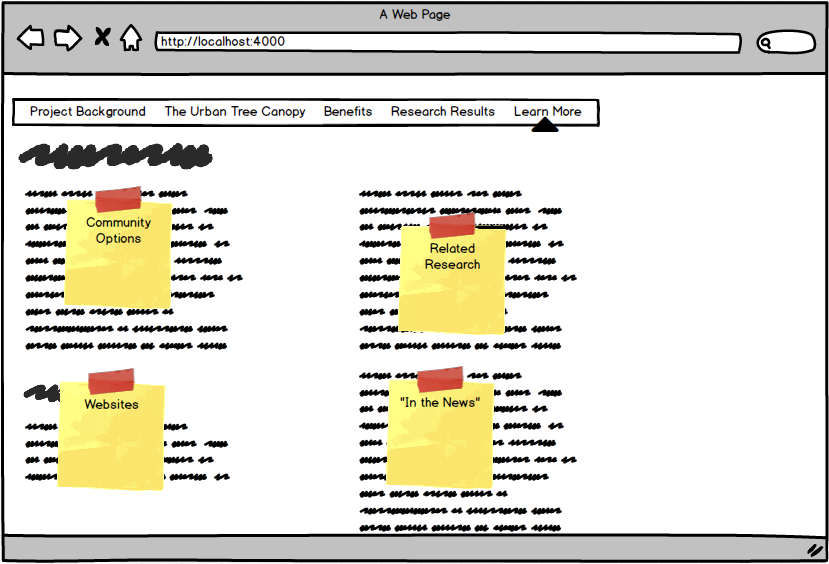 A Web Page
http://localhost:4000
Project Background The Urban Tree Canopy Benefits Research Results Learn More
Community
Options
Related
Research
Websites
"In the News"